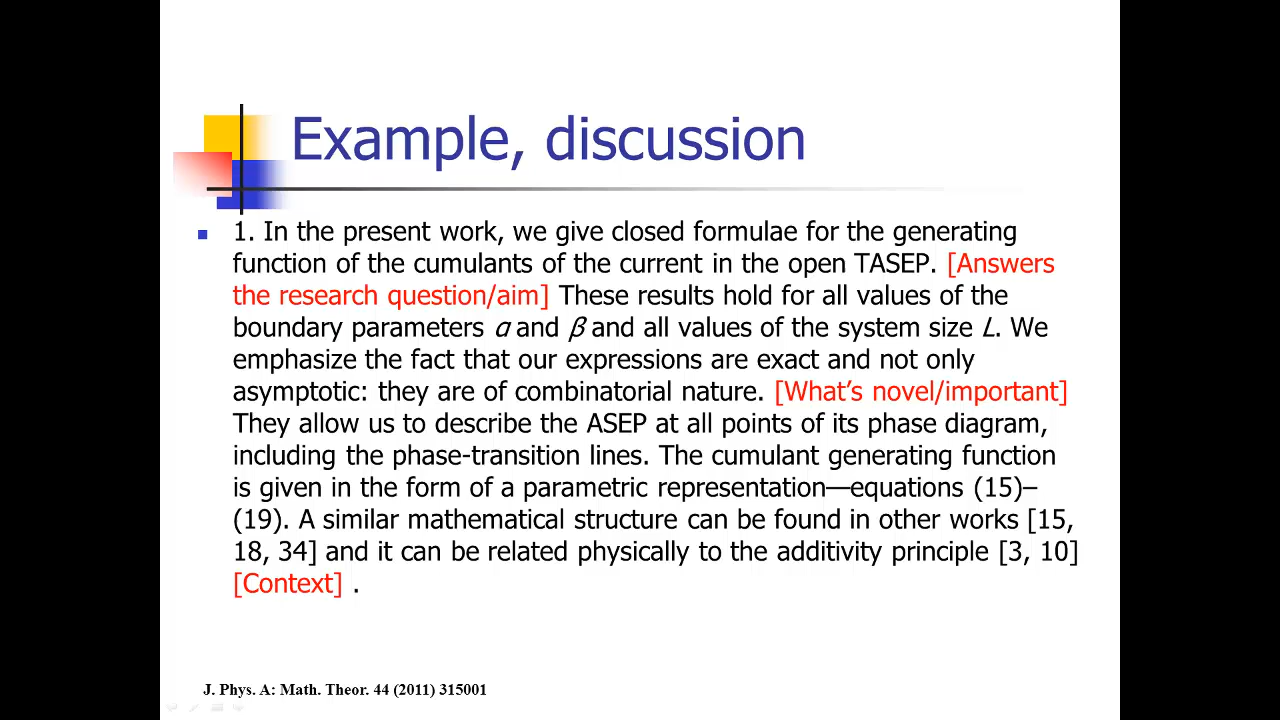 Example, discussion
1. In the present work, we give closed formulae for the generating
function of the cumulants of the current in the open TASEP. [Answers
the research question/aim] These results hold for all values of the
boundary parameters α and β and all values of the system size L. We
emphasize the fact that our expressions are exact and not only
asymptotic: they are of combinatorial nature. [What’s novel/important]
They allow us to describe the ASEP at all points of its phase diagram,
including the phase-transition lines. The cumulant generating function
is given in the form of a parametric representation—equations (15)–
(19). A similar mathematical structure can be found in other works [15,
18, 34] and it can be related physically to the additivity principle [3, 10]
[Context] .
J. Phys. A: Math. Theor. 44 (2011) 315001